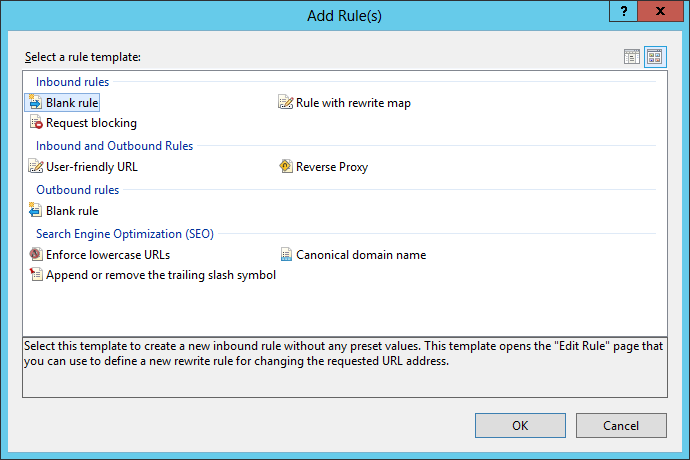 Add Rule(s)
?
Select a rule template:
Inbound rules
Blank rule
Rule with rewrite map
Request blocking
Inbound and Outbound Rules
User-friendly URL
Reverse Proxy
Outbound rules
Blank rule
Search Engine Optimization (SEO)
Enforce lowercase URLs
Canonical domain name
Append or remove the trailing slash symbol
Select this template to create a new inbound rule without any preset values. This template opens the "Edit Rule" page that
you can use to define a new rewrite rule for changing the requested URL address.
OK
Cancel